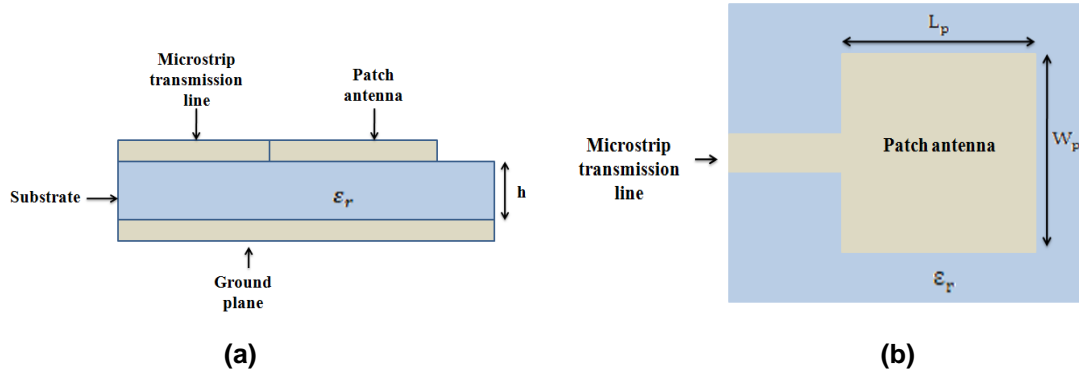 Microstrip
transmission
line
Patch
antenna
Substrate
εr
h
Ground
plane
(a)
Lp
Microstrip
transmission
line
Patch antenna
Wp
εr
(b)